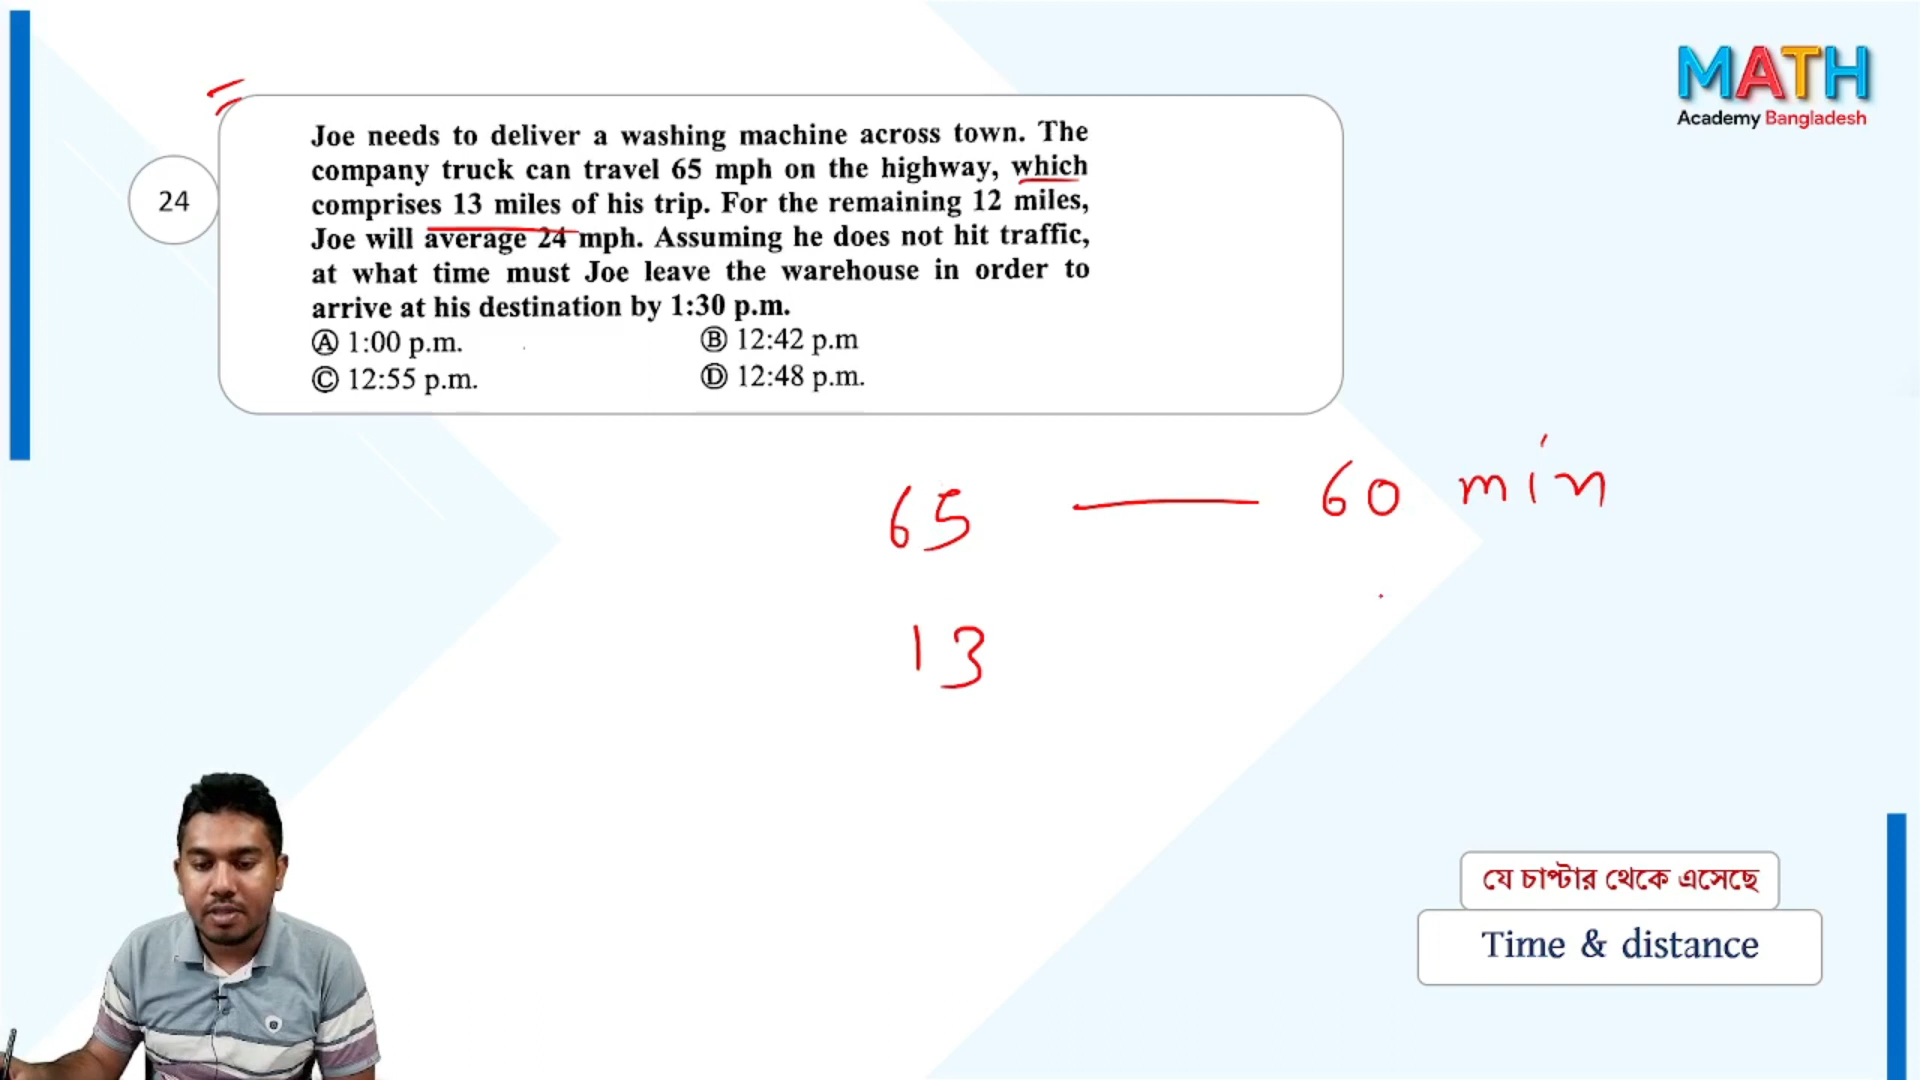 MATH
Academy Bangladesh
24
Joe needs to deliver a washing machine across town. The
company truck can travel 65 mph on the highway, which
comprises 13 miles of his trip. For the remaining 12 miles,
Joe will average 24 mph. Assuming he does not hit traffic,
at what time must Joe leave the warehouse in order to
arrive at his destination by 1:30 p.m.
Ⓐ 1:00 p.m. Ⓑ 12:42 p.m
Ⓒ 12:55 p.m. Ⓓ 12:48 p.m.
65 — 60 min
13
যে চাপ্টার থেকে এসেছে
Time & distance